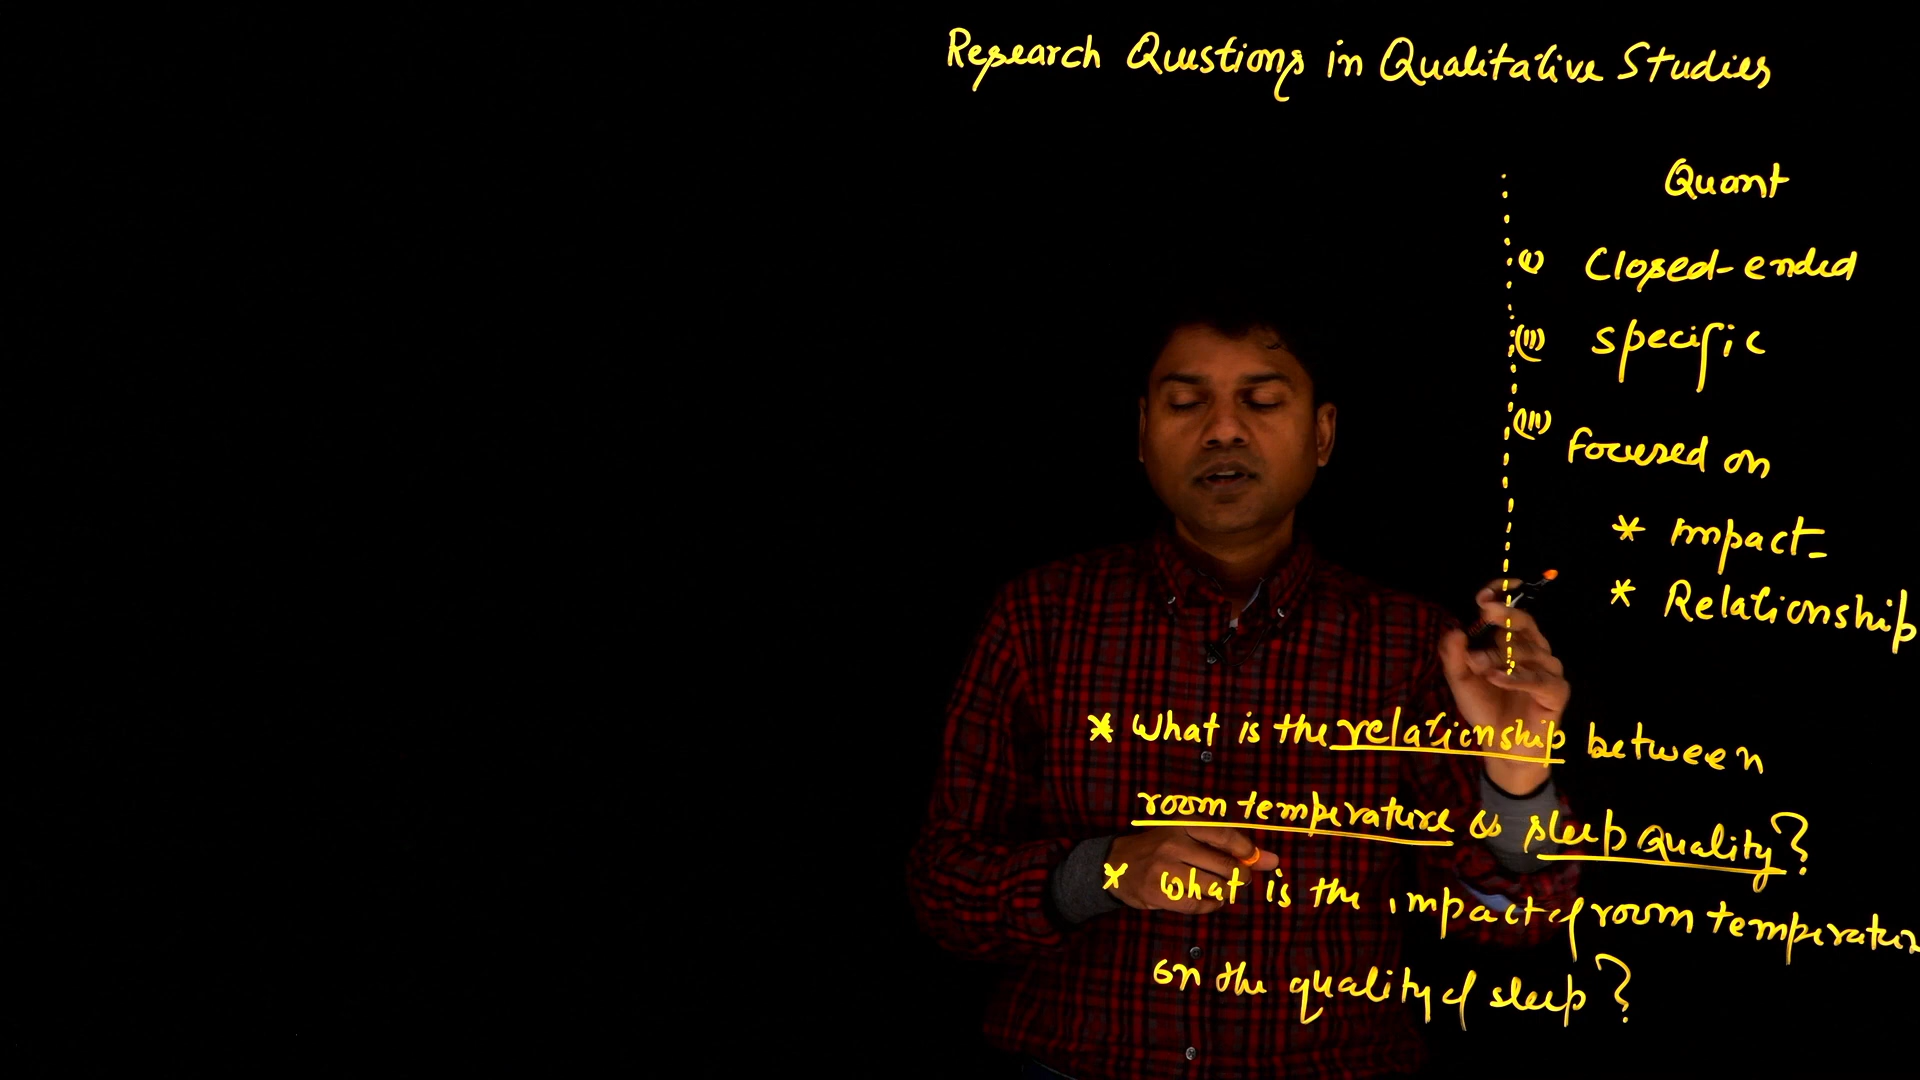 Research Questions in Qualitative Studies
Quant
(i) Closed-ended
(ii) specific
(iii) Focused on
* Impact
* Relationship
* What is the relationship between
room temperature & sleep quality?
* What is the impact of room temperature
on the quality of sleep?